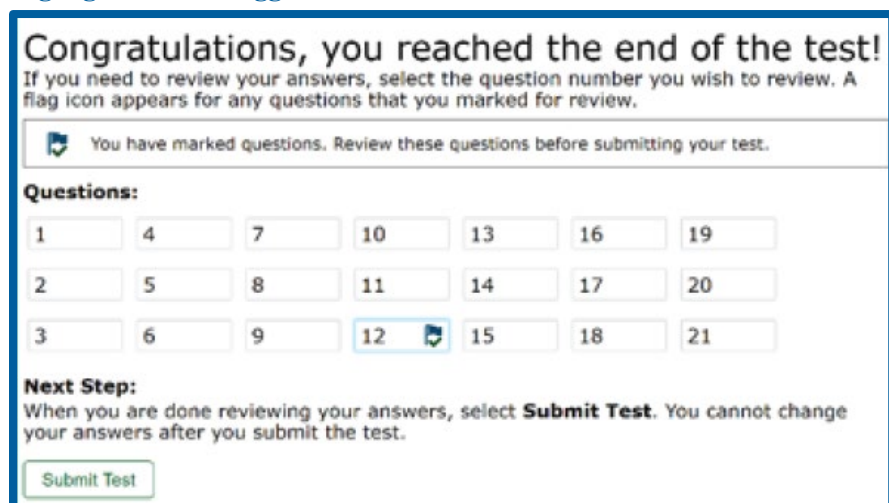 Congratulations, you reached the end of the test!
If you need to review your answers, select the question number you wish to review. A
flag icon appears for any questions that you marked for review.
You have marked questions. Review these questions before submitting your test.
Questions:
1 4 7 10 13 16 19
2 5 8 11 14 17 20
3 6 9 12 15 18 21
Next Step:
When you are done reviewing your answers, select Submit Test. You cannot change
your answers after you submit the test.
Submit Test